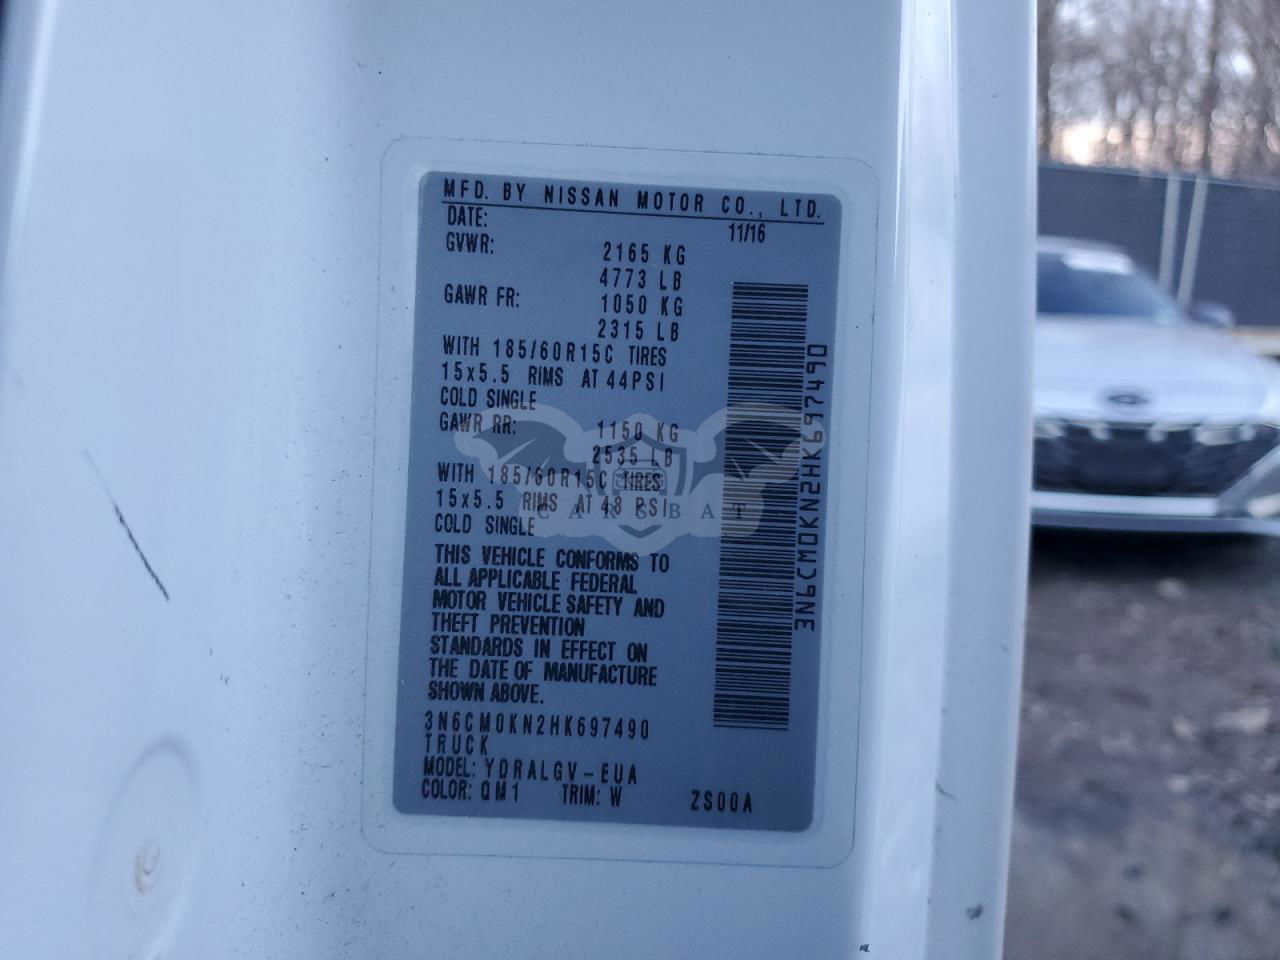 MFD. BY NISSAN MOTOR CO., LTD.
DATE: 11/16
GVWR: 2165 KG
4773 LB
GAWR FR: 1050 KG
2315 LB
WITH 185/60R15C TIRES
15x5.5 RIMS AT 44PSI
COLD SINGLE
GAWR RR: 1150 KG
2535 LB
WITH 185/60R15C TIRES
15x5.5 RIMS AT 48 PSI
COLD SINGLE
THIS VEHICLE CONFORMS TO
ALL APPLICABLE FEDERAL
MOTOR VEHICLE SAFETY AND
THEFT PREVENTION
STANDARDS IN EFFECT ON
THE DATE OF MANUFACTURE
SHOWN ABOVE.
3N6CM0KN2HK697490
TRUCK
MODEL: YDRALGV-EUA
COLOR: QM1 TRIM: W ZS00A
3N6CM0KN2HK697490
CARSBAT